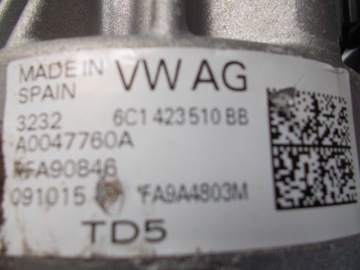 MADE IN VW AG
SPAIN
3232 6C1 423 510 BB
A0047760A
FA90846
091015 FA9A4803M
TD5